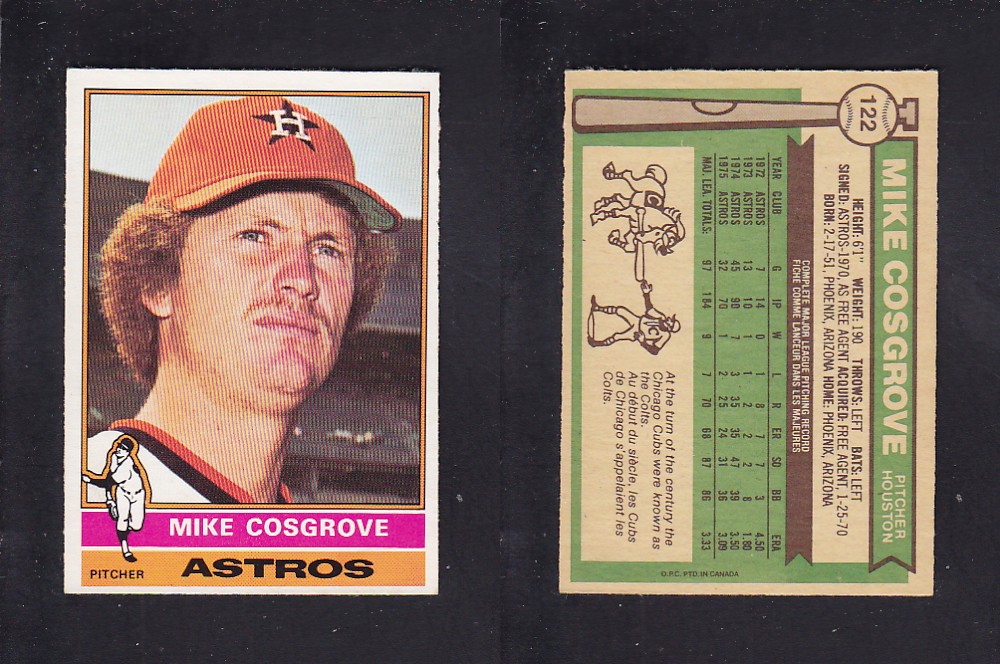 H
MIKE COSGROVE
PITCHER
ASTROS
122
MIKE COSGROVE
PITCHER
HOUSTON
HEIGHT: 6'1" WEIGHT: 190 THROWS: LEFT BATS: LEFT
SIGNED: ASTROS-1970, AS FREE AGENT ACQUIRED: FREE AGENT, 1-25-70
BORN: 2-17-51, PHOENIX, ARIZONA HOME: PHOENIX, ARIZONA
COMPLETE MAJOR LEAGUE PITCHING RECORD
FICHE COMME LANCEUR DANS LES MAJEURES
YEAR CLUB G IP W L R ER SO BB ERA
1972 ASTROS 7 14 0 1 8 7 7 3 4.50
1973 ASTROS 13 10 1 1 2 2 2 8 1.80
1974 ASTROS 45 90 7 3 35 35 47 39 3.50
1975 ASTROS 32 70 1 2 25 24 31 36 3.09
MAJ. LEA. TOTALS: 97 184 9 7 70 68 87 86 3.33
C
C
At the turn of the century the
Chicago Cubs were known as
the Colts.
Au début du siècle, les Cubs
de Chicago s'appelaient les
Colts.
O.P.C. PTD. IN CANADA